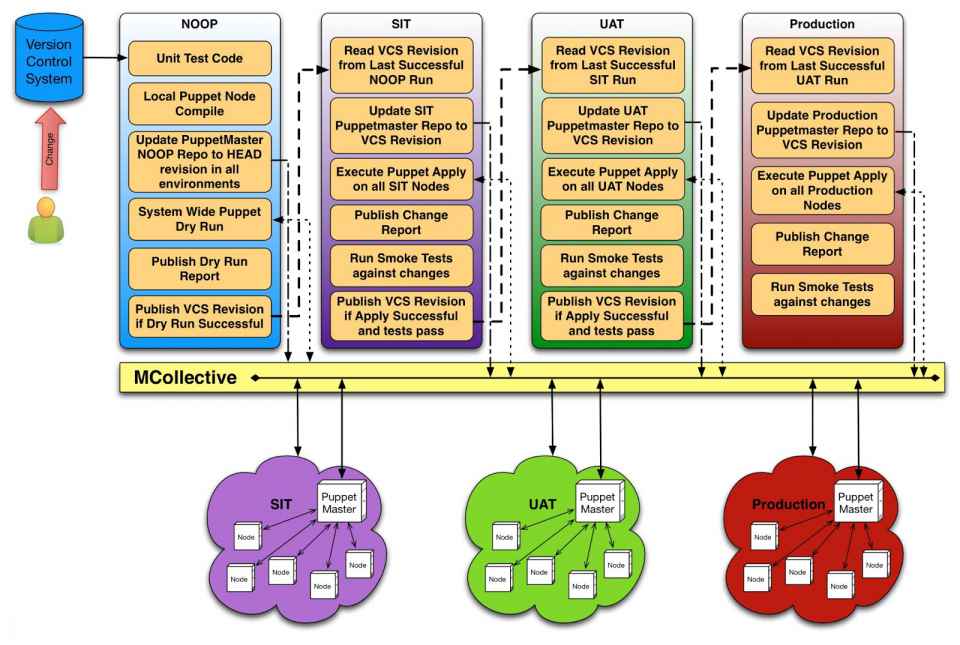 Version
Control
System
Change
NOOP
Unit Test Code
Local Puppet Node
Compile
Update PuppetMaster
NOOP Repo to HEAD
revision in all
environments
System Wide Puppet
Dry Run
Publish Dry Run
Report
Publish VCS Revision
if Dry Run Successful
SIT
Read VCS Revision
from Last Successful
NOOP Run
Update SIT
Puppetmaster Repo to
VCS Revision
Execute Puppet Apply
on all SIT Nodes
Publish Change
Report
Run Smoke Tests
against changes
Publish VCS Revision
if Apply Successful
and tests pass
UAT
Read VCS Revision
from Last Successful
SIT Run
Update UAT
Puppetmaster Repo to
VCS Revision
Execute Puppet Apply
on all UAT Nodes
Publish Change
Report
Run Smoke Tests
against changes
Publish VCS Revision
if Apply Successful
and tests pass
Production
Read VCS Revision
from Last Successful
UAT Run
Update Production
Puppetmaster Repo to
VCS Revision
Execute Puppet Apply
on all Production
Nodes
Publish Change
Report
Run Smoke Tests
against changes
MCollective
SIT
Puppet
Master
Node
Node
Node
Node
Node
UAT
Puppet
Master
Node
Node
Node
Node
Node
Production
Puppet
Master
Node
Node
Node
Node
Node